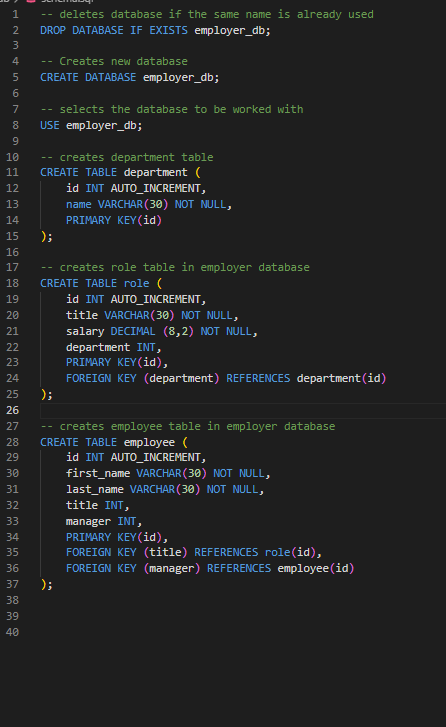 1 -- deletes database if the same name is already used
2 DROP DATABASE IF EXISTS employer_db;
3
4 -- Creates new database
5 CREATE DATABASE employer_db;
6
7 -- selects the database to be worked with
8 USE employer_db;
9
10 -- creates department table
11 CREATE TABLE department (
12     id INT AUTO_INCREMENT,
13     name VARCHAR(30) NOT NULL,
14     PRIMARY KEY(id)
15 );
16
17 -- creates role table in employer database
18 CREATE TABLE role (
19     id INT AUTO_INCREMENT,
20     title VARCHAR(30) NOT NULL,
21     salary DECIMAL (8,2) NOT NULL,
22     department INT,
23     PRIMARY KEY(id),
24     FOREIGN KEY (department) REFERENCES department(id)
25 );
26
27 -- creates employee table in employer database
28 CREATE TABLE employee (
29     id INT AUTO_INCREMENT,
30     first_name VARCHAR(30) NOT NULL,
31     last_name VARCHAR(30) NOT NULL,
32     title INT,
33     manager INT,
34     PRIMARY KEY(id),
35     FOREIGN KEY (title) REFERENCES role(id),
36     FOREIGN KEY (manager) REFERENCES employee(id)
37 );
38
39
40